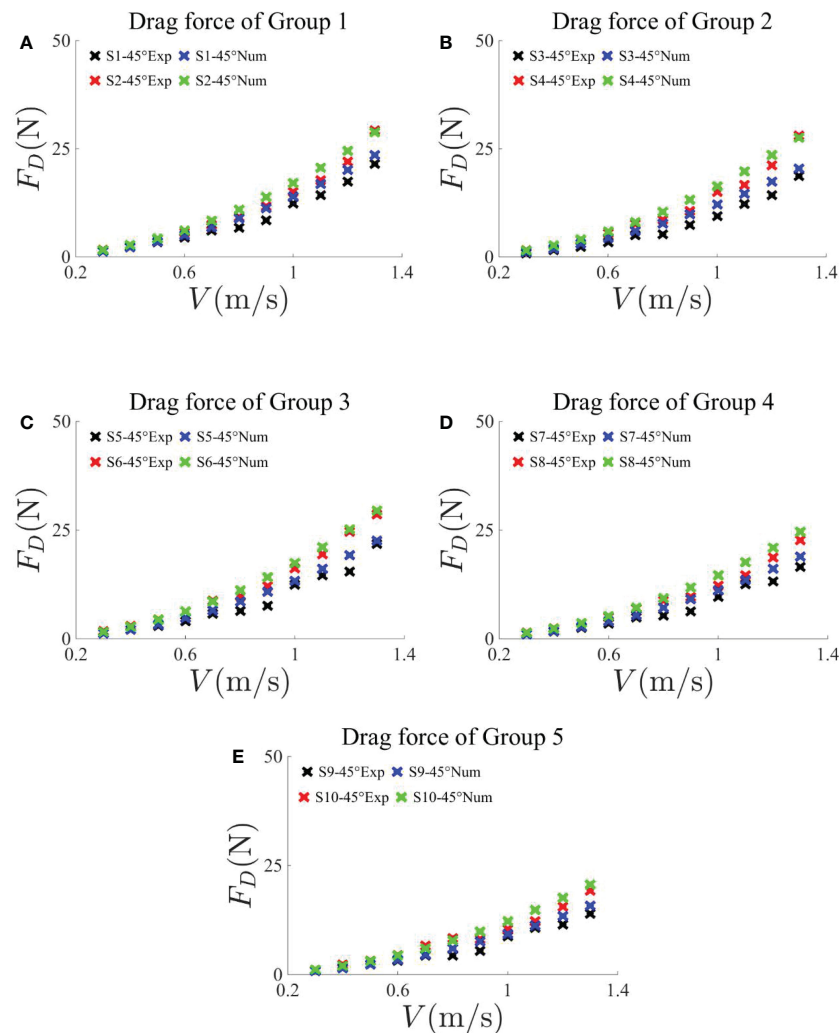 A
Drag force of Group 1
50
S1-45°Exp S1-45°Num
S2-45°Exp S2-45°Num
25
F_D(N)
0
0.2 0.6 1 1.4
V(m/s)
B
Drag force of Group 2
50
S3-45°Exp S3-45°Num
S4-45°Exp S4-45°Num
25
F_D(N)
0
0.2 0.6 1 1.4
V(m/s)
C
Drag force of Group 3
50
S5-45°Exp S5-45°Num
S6-45°Exp S6-45°Num
25
F_D(N)
0
0.2 0.6 1 1.4
V(m/s)
D
Drag force of Group 4
50
S7-45°Exp S7-45°Num
S8-45°Exp S8-45°Num
25
F_D(N)
0
0.2 0.6 1 1.4
V(m/s)
E
Drag force of Group 5
50
S9-45°Exp S9-45°Num
S10-45°Exp S10-45°Num
25
F_D(N)
0
0.2 0.6 1 1.4
V(m/s)